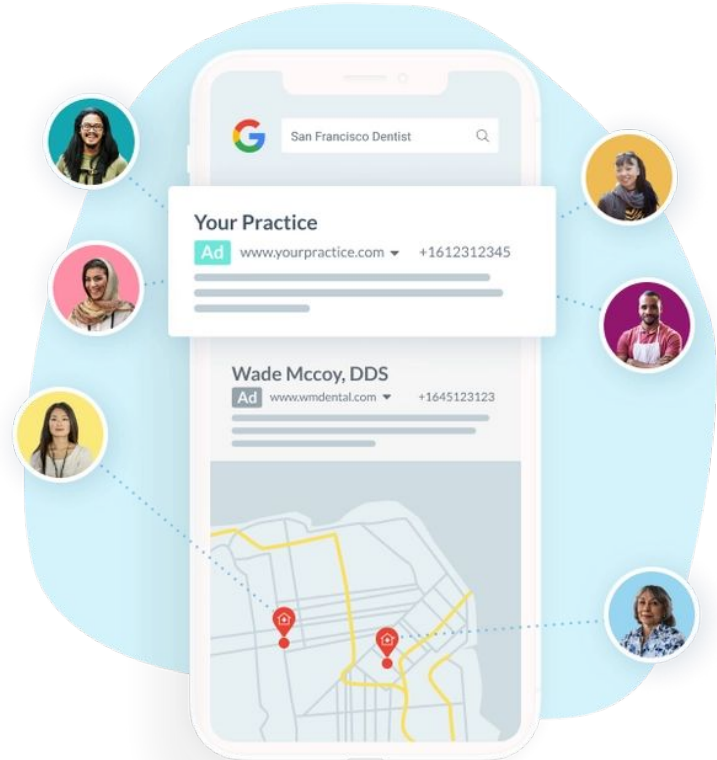 San Francisco Dentist
Your Practice
Ad www.yourpractice.com +1612312345
Wade Mccoy, DDS
Ad www.wmdental.com +1645123123